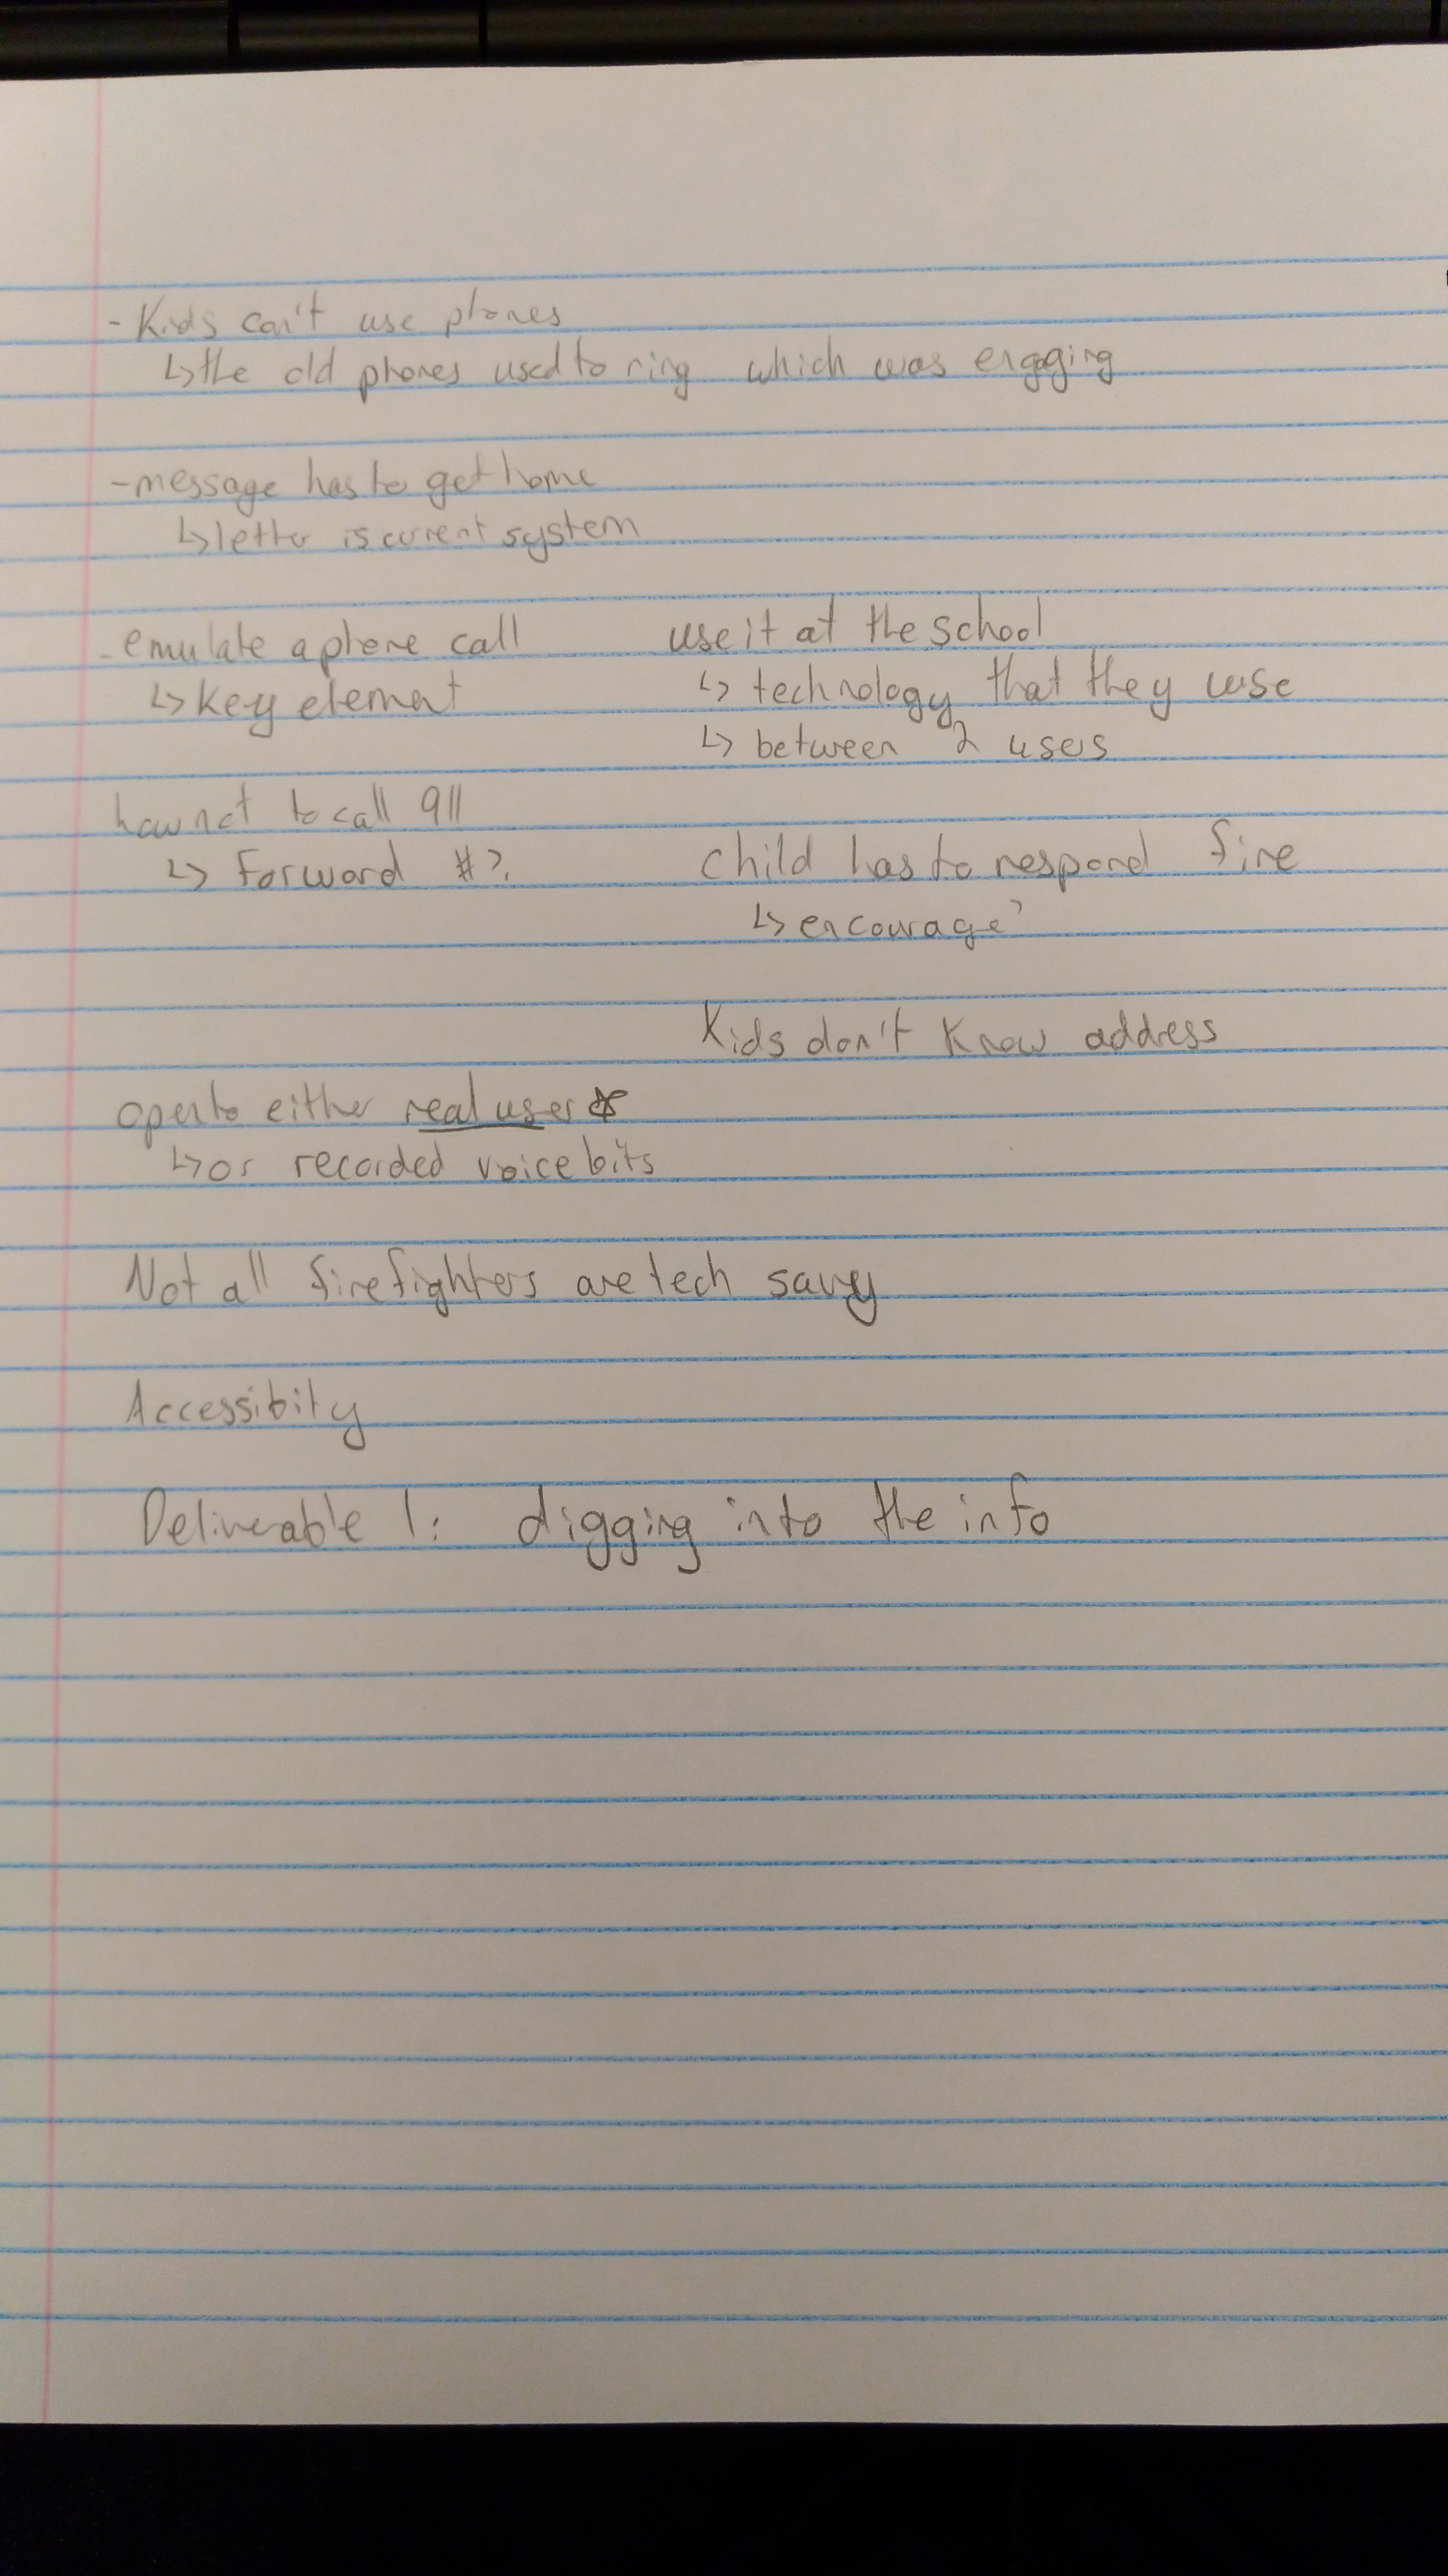 - Kids can't use phones
↳ the old phones used to ring which was engaging
- message has to get home
↳ letter is current system
- emulate a phone call
↳ key element
use it at the school
↳ technology that they use
↳ between 2 users
how not to call 911
↳ Forward #?
child has to respond fire
↳ encourage?
Kids don't know address
open to either real user ☆
↳ or recorded voice bits
Not all firefighters are tech savy
Accessibity
Deliverable 1: digging into the info